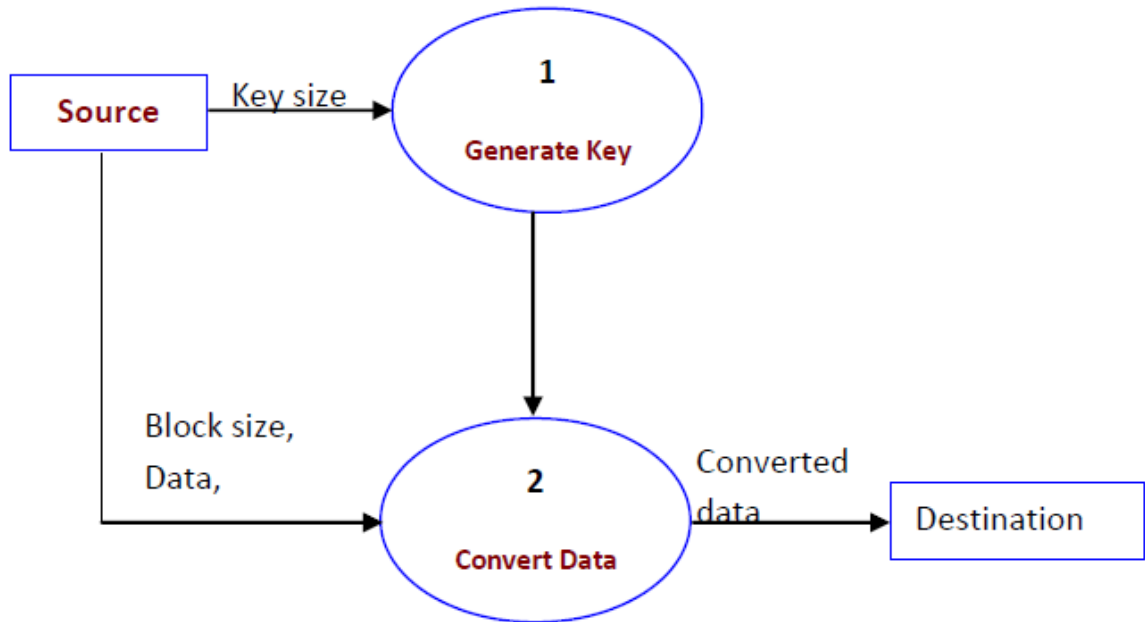 1
Source
Key size
Generate Key
Block size,
Data,
2
Converted
data
Destination
Convert Data